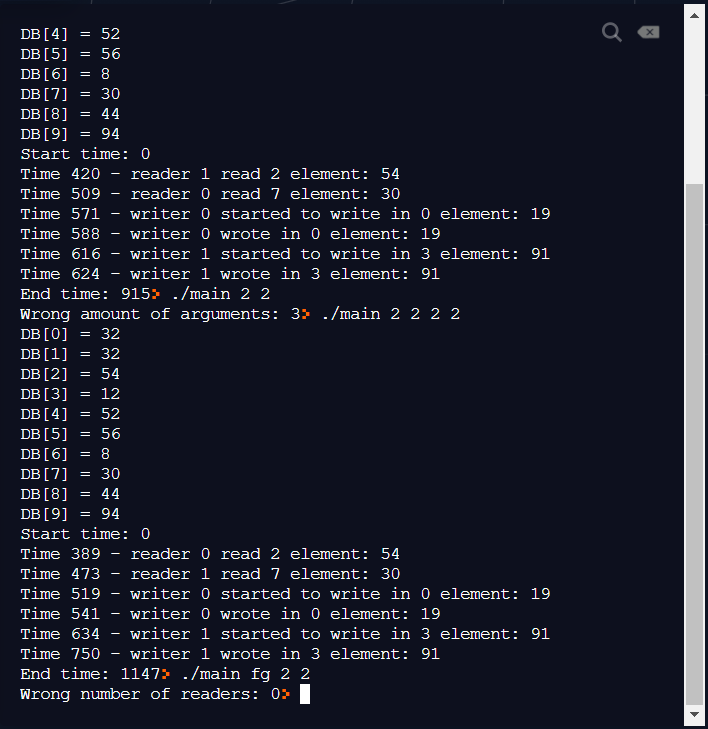 DB[4] = 52
DB[5] = 56
DB[6] = 8
DB[7] = 30
DB[8] = 44
DB[9] = 94
Start time: 0
Time 420 - reader 1 read 2 element: 54
Time 509 - reader 0 read 7 element: 30
Time 571 - writer 0 started to write in 0 element: 19
Time 588 - writer 0 wrote in 0 element: 19
Time 616 - writer 1 started to write in 3 element: 91
Time 624 - writer 1 wrote in 3 element: 91
End time: 915> ./main 2 2
Wrong amount of arguments: 3> ./main 2 2 2 2
DB[0] = 32
DB[1] = 32
DB[2] = 54
DB[3] = 12
DB[4] = 52
DB[5] = 56
DB[6] = 8
DB[7] = 30
DB[8] = 44
DB[9] = 94
Start time: 0
Time 389 - reader 0 read 2 element: 54
Time 473 - reader 1 read 7 element: 30
Time 519 - writer 0 started to write in 0 element: 19
Time 541 - writer 0 wrote in 0 element: 19
Time 634 - writer 1 started to write in 3 element: 91
Time 750 - writer 1 wrote in 3 element: 91
End time: 1147> ./main fg 2 2
Wrong number of readers: 0>